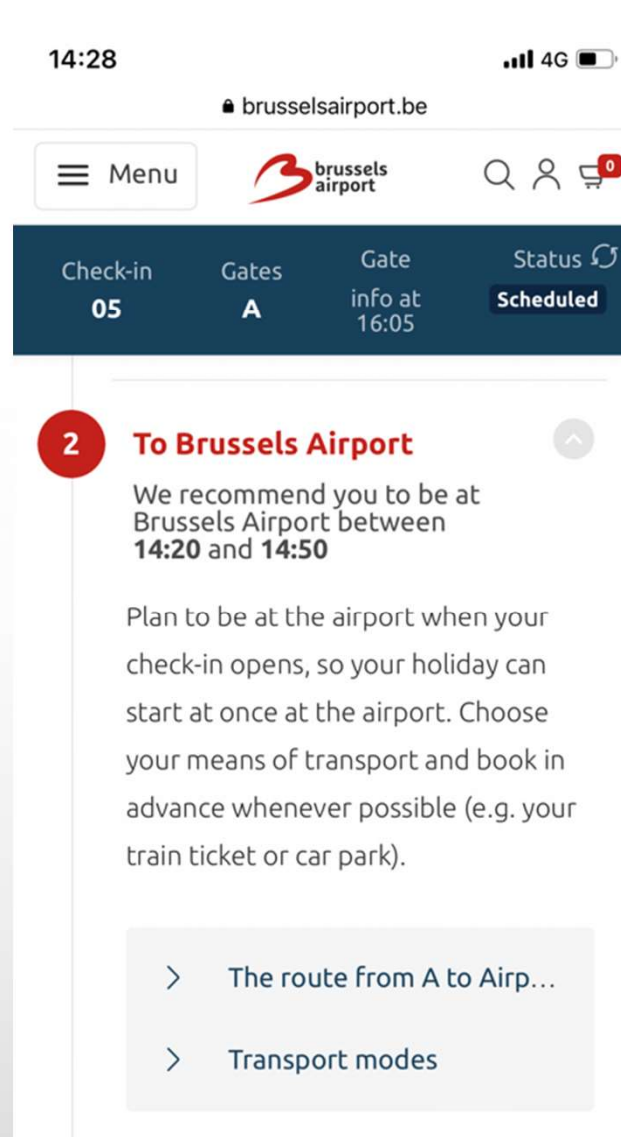 14:28
4G
brusselsairport.be
Menu
brussels
airport
0
Check-in
05
Gates
A
Gate
info at
16:05
Status
Scheduled
2
To Brussels Airport
We recommend you to be at
Brussels Airport between
14:20 and 14:50
Plan to be at the airport when your
check-in opens, so your holiday can
start at once at the airport. Choose
your means of transport and book in
advance whenever possible (e.g. your
train ticket or car park).
The route from A to Airp...
Transport modes